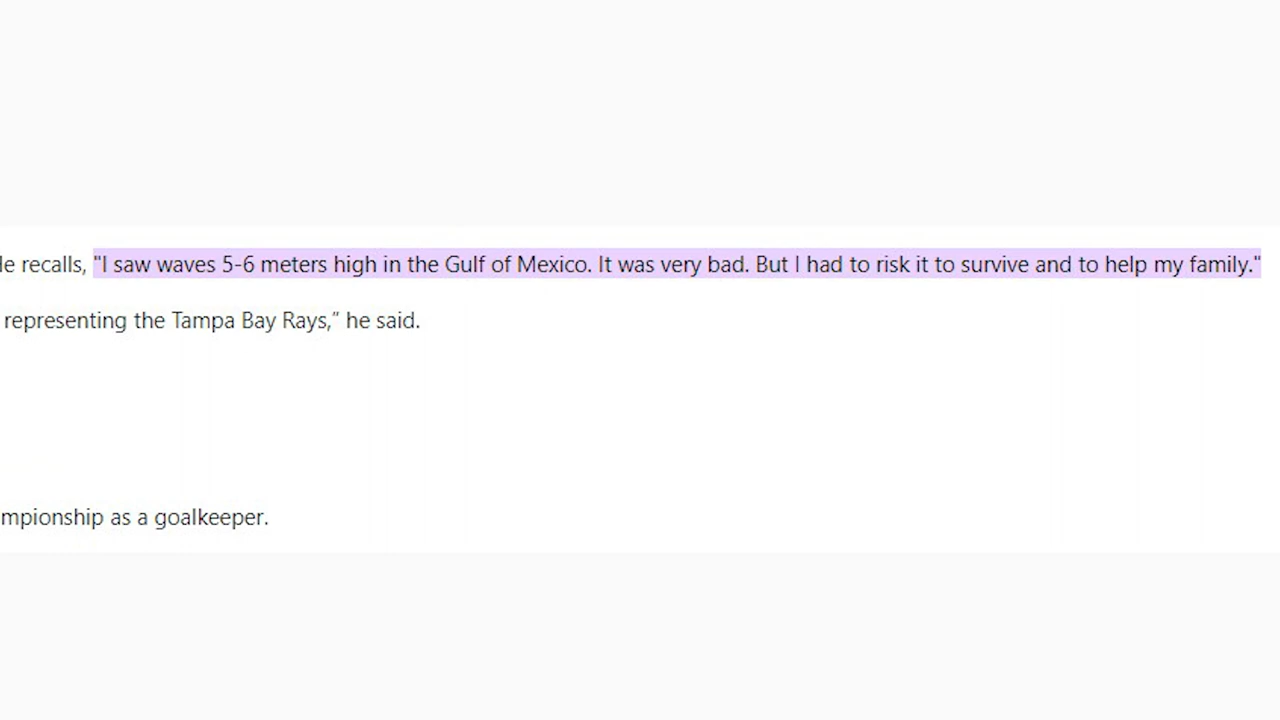 He recalls, "I saw waves 5-6 meters high in the Gulf of Mexico. It was very bad. But I had to risk it to survive and to help my family."
representing the Tampa Bay Rays,” he said.
mpionship as a goalkeeper.